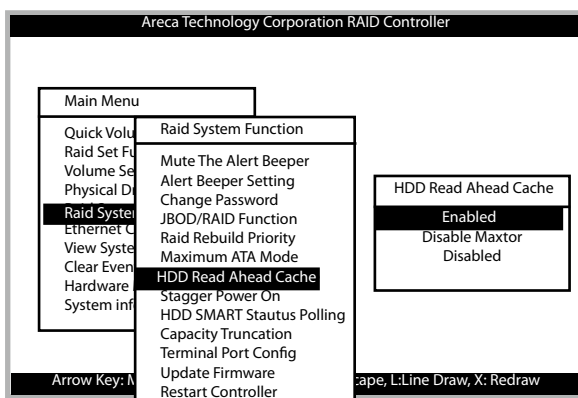 Areca Technology Corporation RAID Controller
Main Menu
Quick Volu
Raid Set Fu
Volume Se
Physical Dr
Raid System
Ethernet C
View Syste
Clear Even
Hardware
System inf
Raid System Function
Mute The Alert Beeper
Alert Beeper Setting
Change Password
JBOD/RAID Function
Raid Rebuild Priority
Maximum ATA Mode
HDD Read Ahead Cache
Stagger Power On
HDD SMART Stautus Polling
Capacity Truncation
Terminal Port Config
Update Firmware
Restart Controller
HDD Read Ahead Cache
Enabled
Disable Maxtor
Disabled
Arrow Key: M
cape, L:Line Draw, X: Redraw